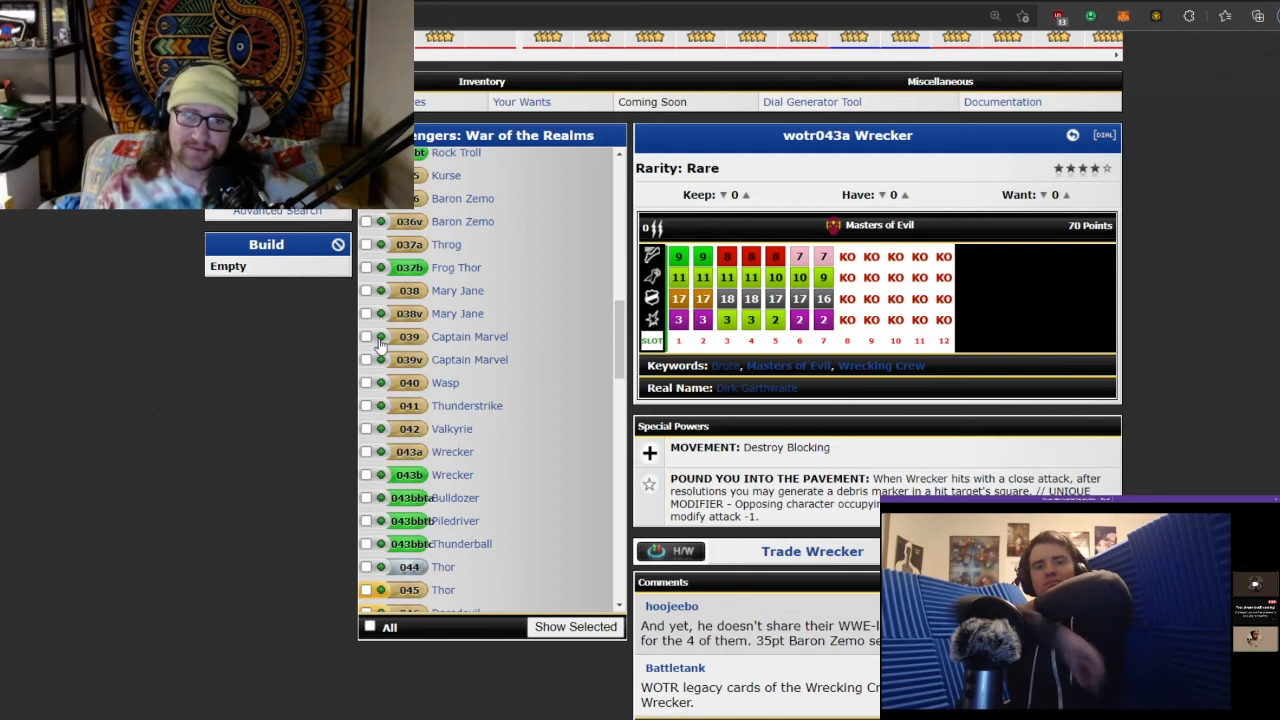 13
Inventory
Miscellaneous
Your Wants
Coming Soon
Dial Generator Tool
Documentation
Advanced Search
Build
Empty
engers: War of the Realms
Rock Troll
Kurse
Baron Zemo
036v Baron Zemo
037a Throg
037b Frog Thor
038 Mary Jane
038v Mary Jane
039 Captain Marvel
039v Captain Marvel
040 Wasp
041 Thunderstrike
042 Valkyrie
043a Wrecker
043b Wrecker
043bbta Bulldozer
043bbtb Piledriver
043bbtc Thunderball
044 Thor
045 Thor
All
Show Selected
wotr043a Wrecker
[DIAL]
Rarity: Rare
Keep: 0 Have: 0 Want: 0
0 Masters of Evil 70 Points
9 9 8 8 8 7 7 KO KO KO KO KO
11 11 11 11 10 10 9 KO KO KO KO KO
17 17 18 18 17 17 16 KO KO KO KO KO
3 3 3 3 2 2 2 KO KO KO KO KO
SLOT 1 2 3 4 5 6 7 8 9 10 11 12
Keywords: Brute, Masters of Evil, Wrecking Crew
Real Name: Dirk Garthwaite
Special Powers
MOVEMENT: Destroy Blocking
POUND YOU INTO THE PAVEMENT: When Wrecker hits with a close attack, after
resolutions you may generate a debris marker in a hit target's square. // UNIQUE
MODIFIER - Opposing character occupyin
modify attack -1.
H/W
Trade Wrecker
Comments
hoojeebo
And yet, he doesn't share their WWE-l
for the 4 of them. 35pt Baron Zemo se
Battletank
WOTR legacy cards of the Wrecking Cr
Wrecker.